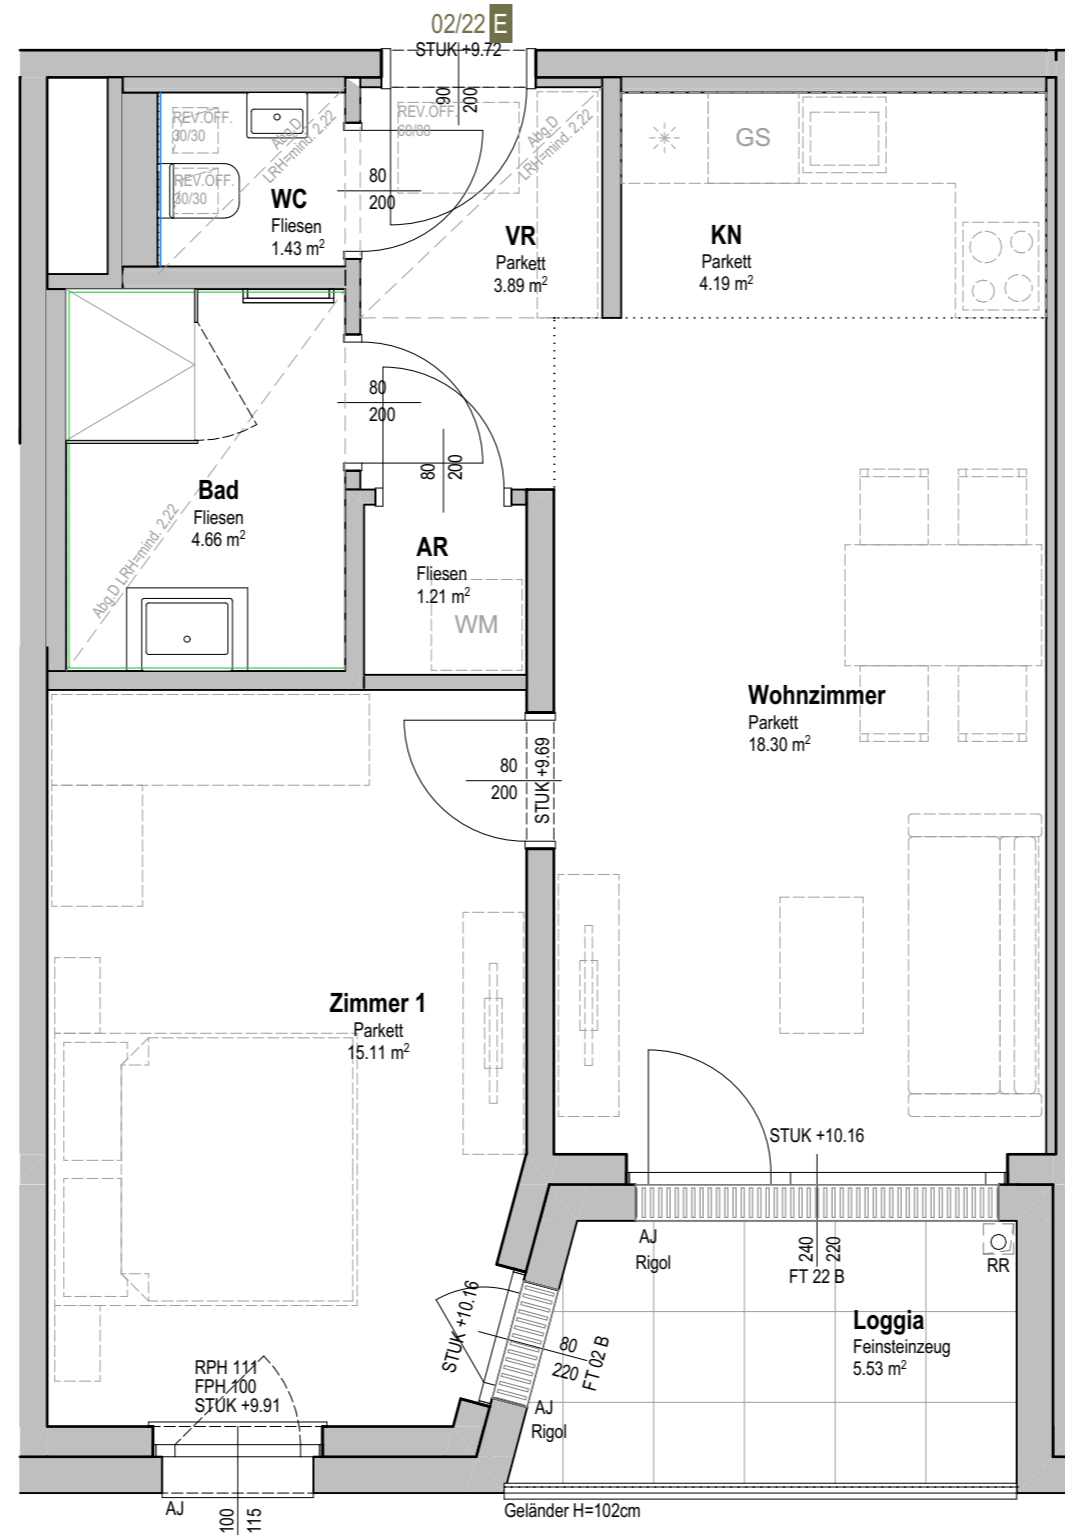 02/22 E
STUK +9.72
90
200
REV.ÖFF.
30/30
REV.ÖFF.
30/30
Abg.D
LRH=mind. 2,22
REV.ÖFF.
60/80
Abg.D
LRH=mind. 2,22
WC
Fliesen
1.43 m²
80
200
VR
Parkett
3.89 m²
GS
KN
Parkett
4.19 m²
80
200
80
200
Bad
Fliesen
4.66 m²
Abg.D LRH=mind. 2,22
AR
Fliesen
1.21 m²
WM
Wohnzimmer
Parkett
18.30 m²
80
200
STUK +9.69
Zimmer 1
Parkett
15.11 m²
STUK +10.16
AJ
Rigol
240
220
FT 22 B
RR
STUK +10.16
80
220
FT 02 B
Loggia
Feinsteinzeug
5.53 m²
RPH 111
FPH 100
STUK +9.91
AJ
Rigol
AJ
100
115
Geländer H=102cm